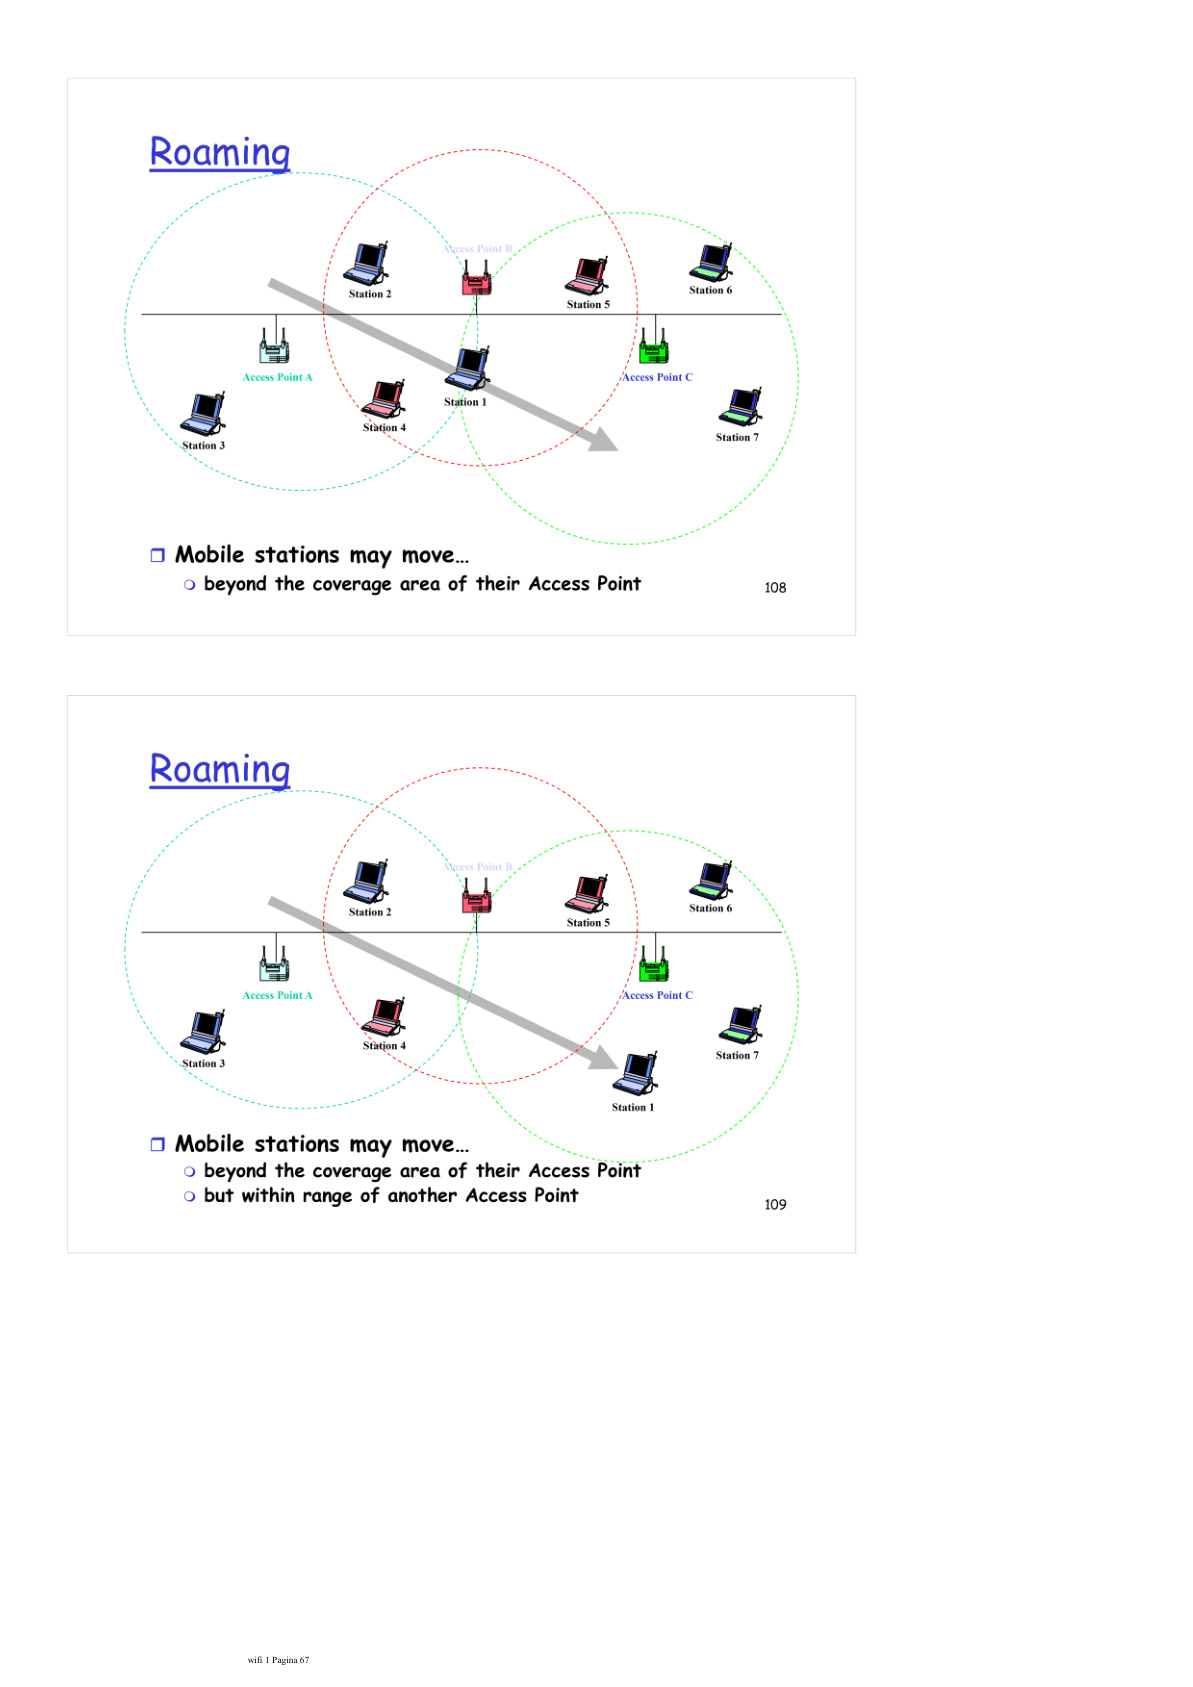 Roaming
Access Point B
Station 2
Station 5
Station 6
Access Point A
Access Point C
Station 1
Station 4
Station 3
Station 7
Mobile stations may move...
beyond the coverage area of their Access Point
108
Roaming
Access Point B
Station 2
Station 5
Station 6
Access Point A
Access Point C
Station 4
Station 3
Station 7
Station 1
Mobile stations may move...
beyond the coverage area of their Access Point
but within range of another Access Point
109
wifi 1 Pagina 67